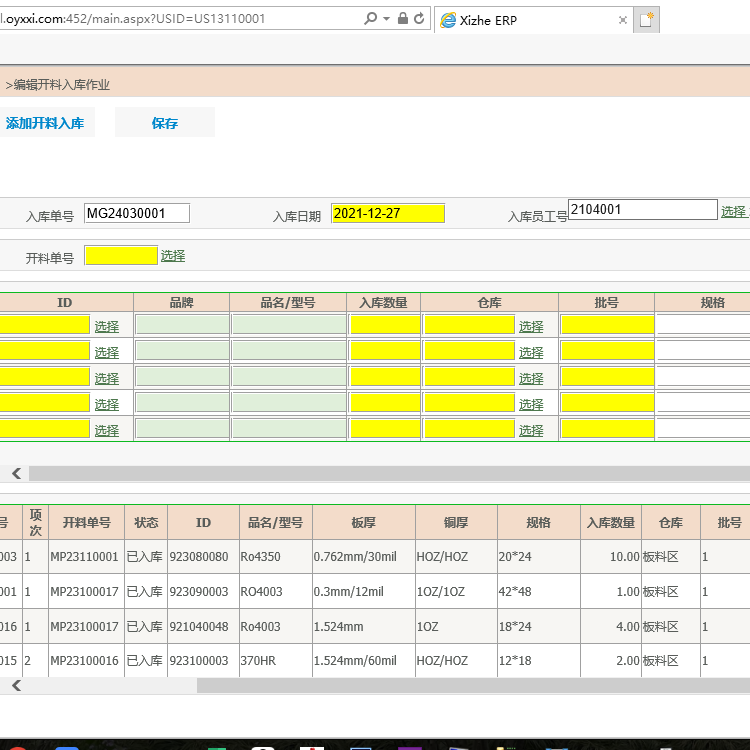 l.oyxxi.com:452/main.aspx?USID=US13110001
Xizhe ERP
>编辑开料入库作业
添加开料入库 保存
入库单号 MG24030001 入库日期 2021-12-27 入库员工号 2104001 选择
开料单号 选择
ID 品牌 品名/型号 入库数量 仓库 批号 规格
选择 选择
选择 选择
选择 选择
选择 选择
选择 选择
号 项次 开料单号 状态 ID 品名/型号 板厚 铜厚 规格 入库数量 仓库 批号
003 1 MP23110001 已入库 923080080 Ro4350 0.762mm/30mil HOZ/HOZ 20*24 10.00 板料区 1
001 1 MP23100017 已入库 923090003 RO4003 0.3mm/12mil 1OZ/1OZ 42*48 1.00 板料区 1
016 1 MP23100017 已入库 921040048 Ro4003 1.524mm 1OZ 18*24 4.00 板料区 1
015 2 MP23100016 已入库 923100003 370HR 1.524mm/60mil HOZ/HOZ 12*18 2.00 板料区 1